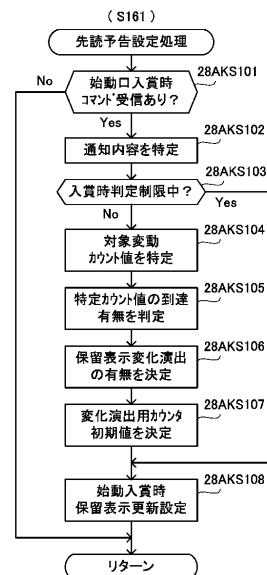 ( S161 )
先読予告設定処理
28AKS101
始動口入賞時
コマンド受信あり?
No
Yes
28AKS102
通知内容を特定
28AKS103
入賞時判定制限中?
Yes
No
28AKS104
対象変動
カウント値を特定
28AKS105
特定カウント値の到達
有無を判定
28AKS106
保留表示変化演出
の有無を決定
28AKS107
変化演出用カウンタ
初期値を決定
28AKS108
始動入賞時
保留表示更新設定
リターン